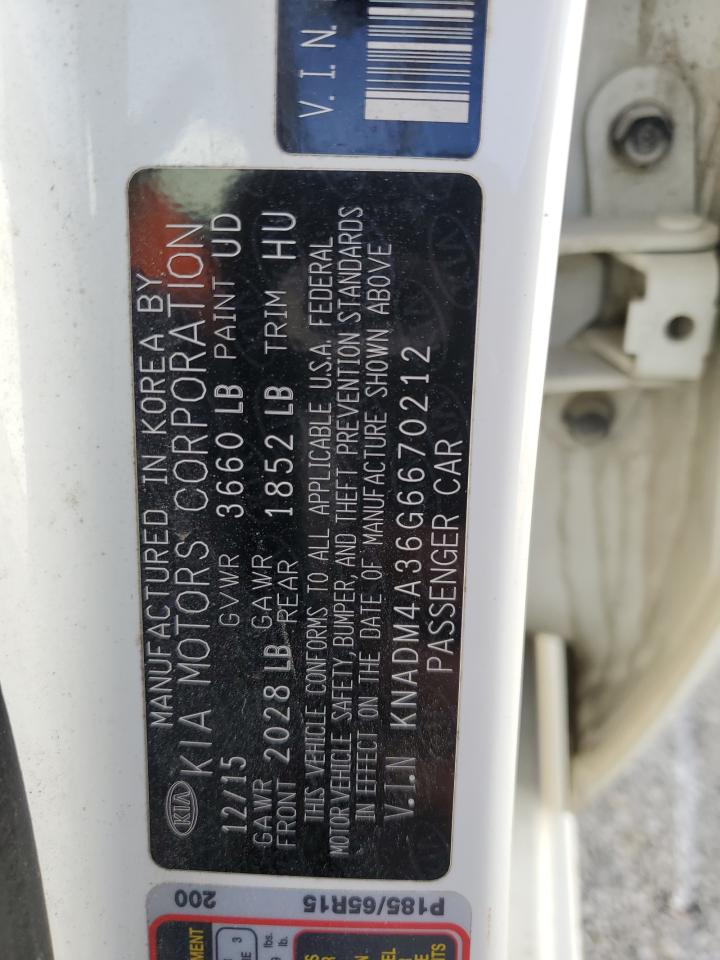 V.I.N.
MANUFACTURED IN KOREA BY
KIA KIA MOTORS CORPORATION
12/15 GVWR 3660 LB PAINT UD
GAWR FRONT 2028 LB GAWR REAR 1852 LB TRIM HU
THIS VEHICLE CONFORMS TO ALL APPLICABLE U.S.A. FEDERAL
MOTOR VEHICLE SAFETY, BUMPER, AND THEFT PREVENTION STANDARDS
IN EFFECT ON THE DATE OF MANUFACTURE SHOWN ABOVE
V.I.N KNADM4A36G6670212
PASSENGER CAR
P185/65R15
200